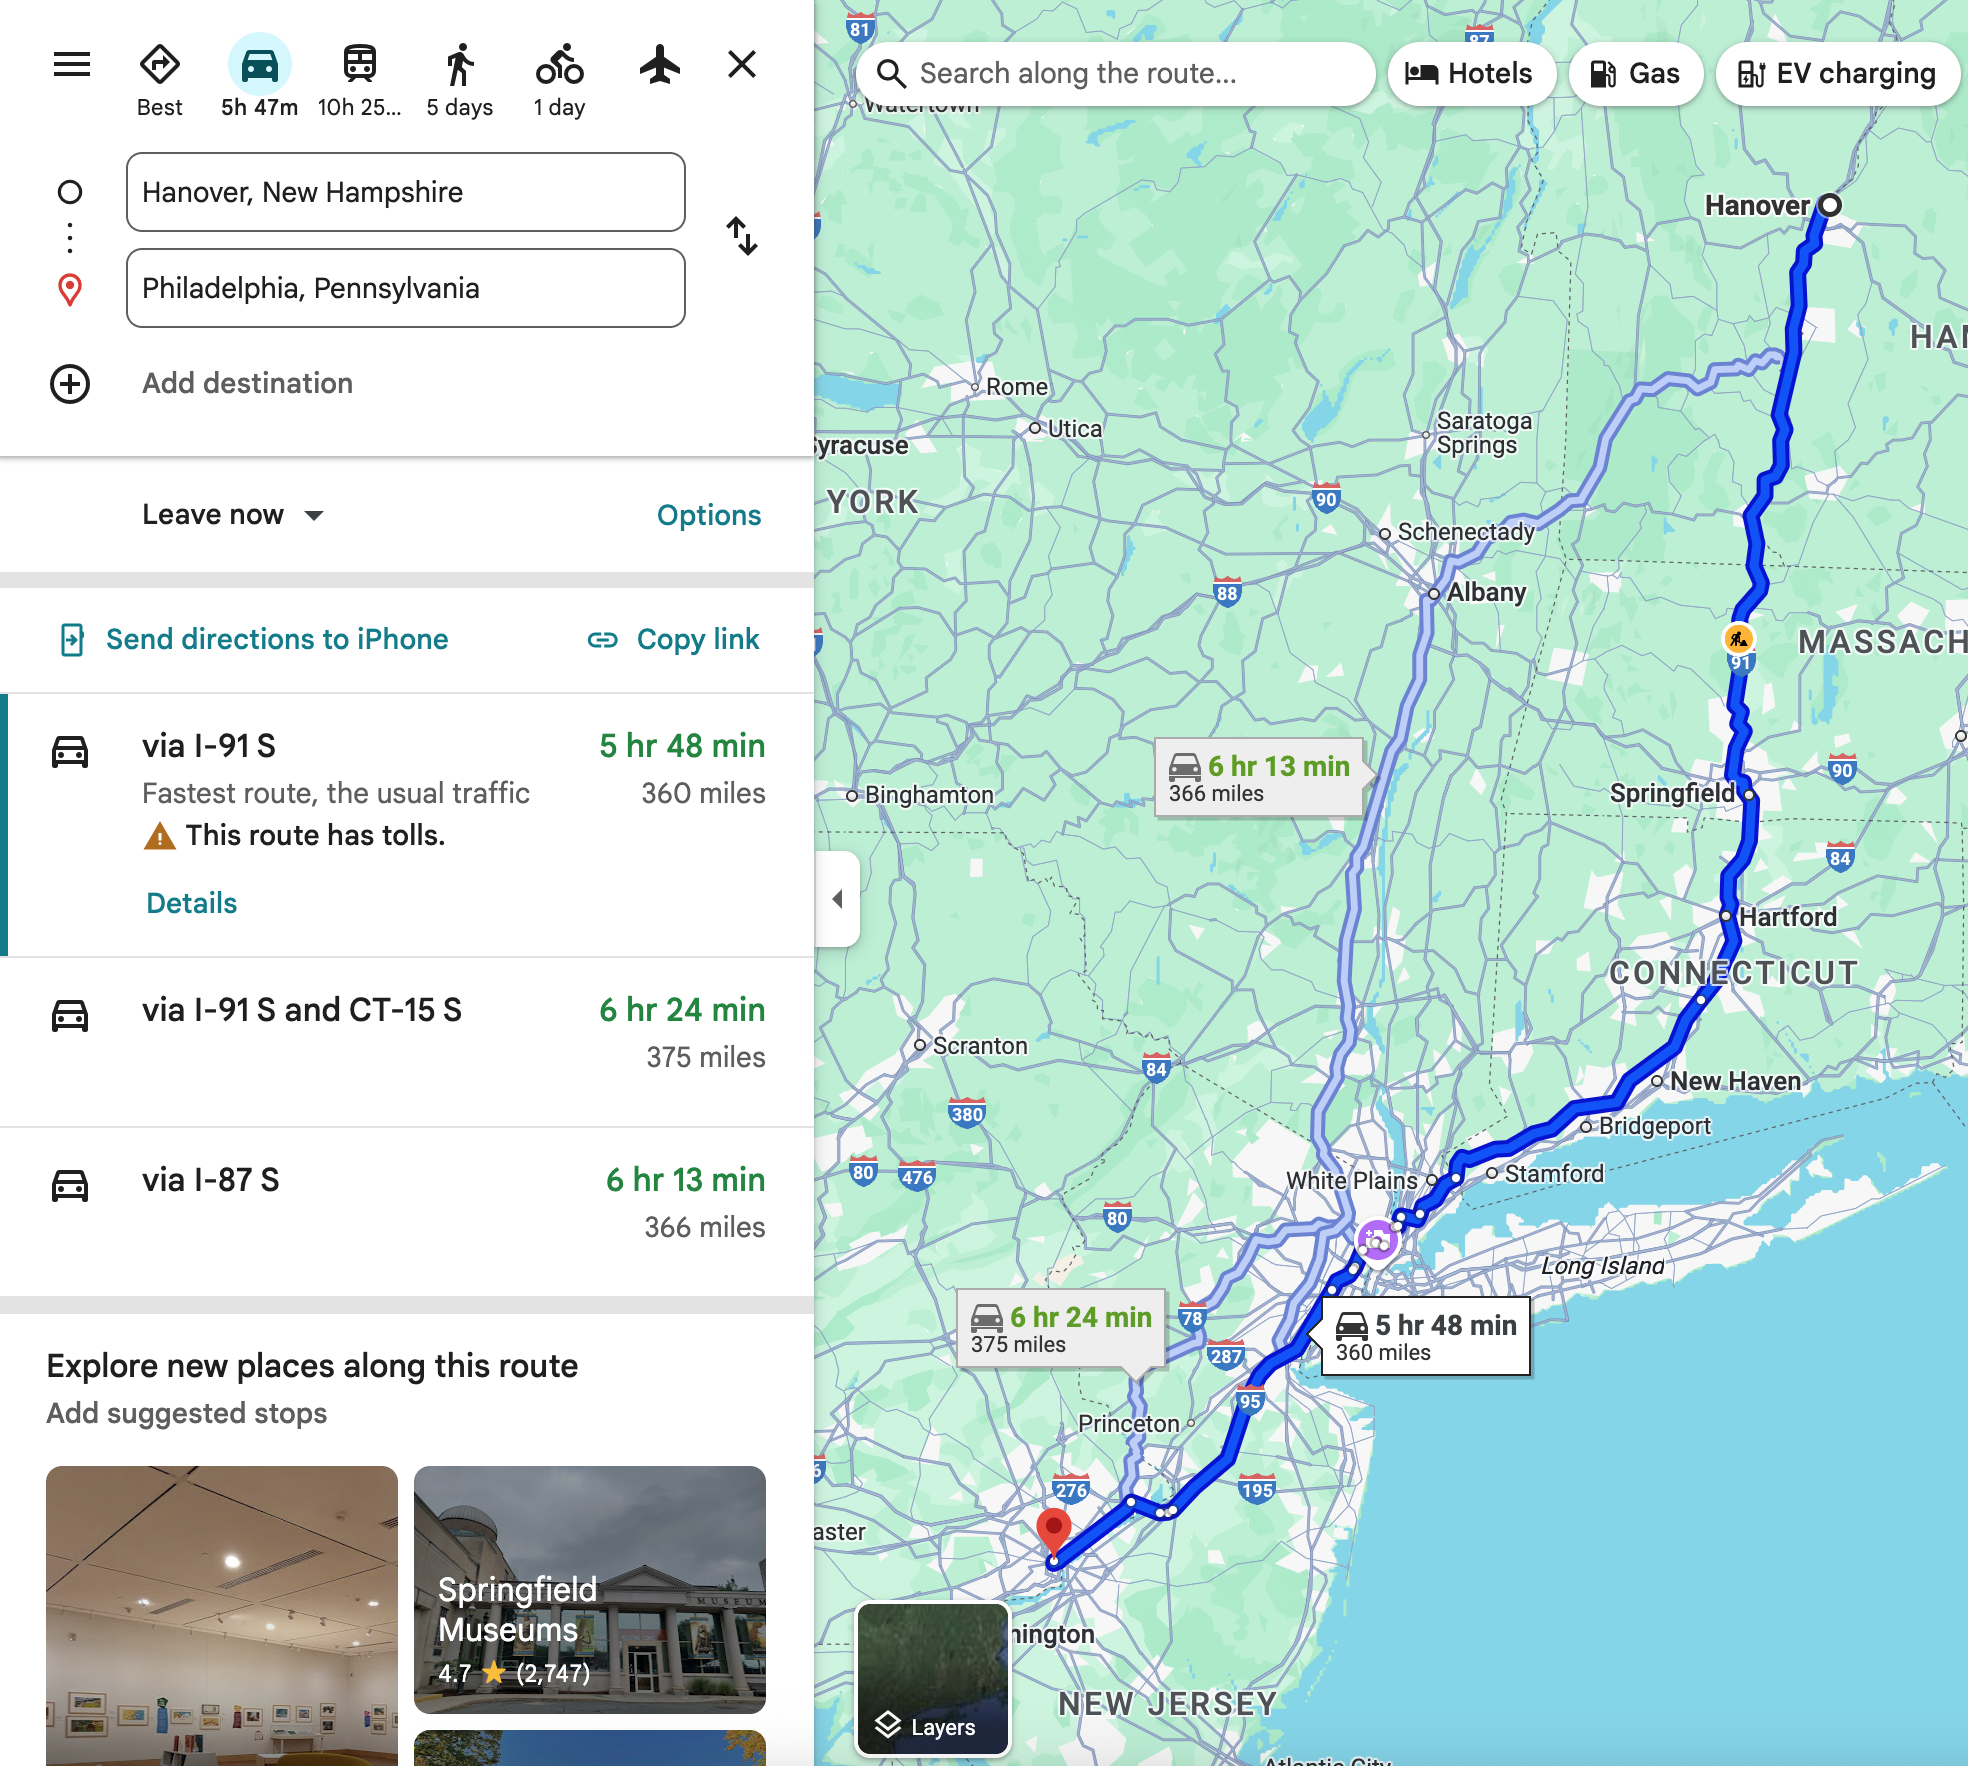 Best
5h 47m
10h 25...
5 days
1 day
Hanover, New Hampshire
Philadelphia, Pennsylvania
Add destination
Leave now
Options
Send directions to iPhone
Copy link
via I-91 S
5 hr 48 min
Fastest route, the usual traffic
360 miles
This route has tolls.
Details
via I-91 S and CT-15 S
6 hr 24 min
375 miles
via I-87 S
6 hr 13 min
366 miles
Explore new places along this route
Add suggested stops
Springfield
Museums
4.7 (2,747)
MUSEUM
Search along the route...
Hotels
Gas
EV charging
81
87
Watertown
Hanover
HAM
Rome
Utica
Saratoga
Springs
Syracuse
YORK
90
Schenectady
88
Albany
MASSACH
91
6 hr 13 min
366 miles
90
Springfield
Binghamton
84
Hartford
CONNECTICUT
Scranton
84
New Haven
380
Bridgeport
80
476
White Plains
Stamford
80
Long Island
6 hr 24 min
375 miles
78
5 hr 48 min
360 miles
287
95
Princeton
276
195
aster
nington
NEW JERSEY
Layers
Atlantic City